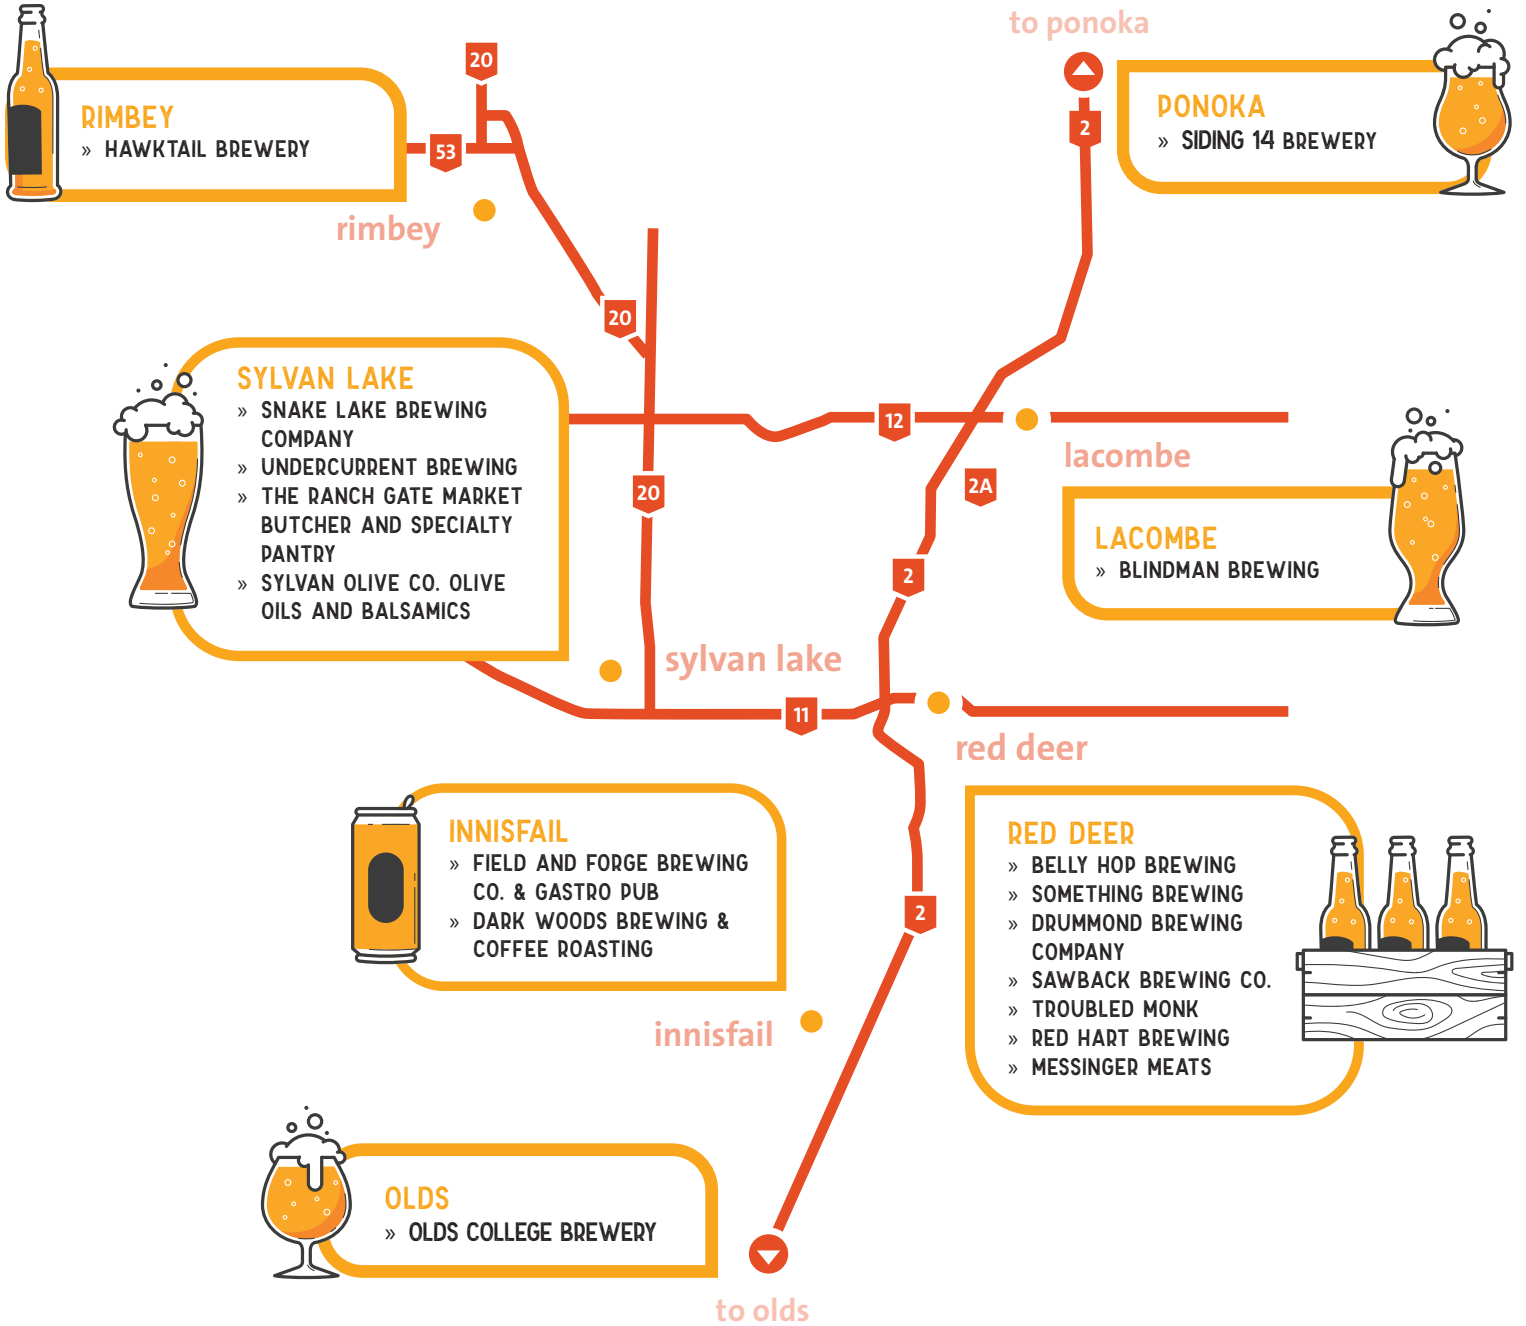 to ponoka
20
2
53
RIMBEY
» HAWKTAIL BREWERY
PONOKA
» SIDING 14 BREWERY
rimbey
20
SYLVAN LAKE
» SNAKE LAKE BREWING
COMPANY
» UNDERCURRENT BREWING
» THE RANCH GATE MARKET
BUTCHER AND SPECIALTY
PANTRY
» SYLVAN OLIVE CO. OLIVE
OILS AND BALSAMICS
12
lacombe
20
2A
2
LACOMBE
» BLINDMAN BREWING
sylvan lake
11
red deer
INNISFAIL
» FIELD AND FORGE BREWING
CO. & GASTRO PUB
» DARK WOODS BREWING &
COFFEE ROASTING
2
RED DEER
» BELLY HOP BREWING
» SOMETHING BREWING
» DRUMMOND BREWING
COMPANY
» SAWBACK BREWING CO.
» TROUBLED MONK
» RED HART BREWING
» MESSINGER MEATS
innisfail
OLDS
» OLDS COLLEGE BREWERY
to olds